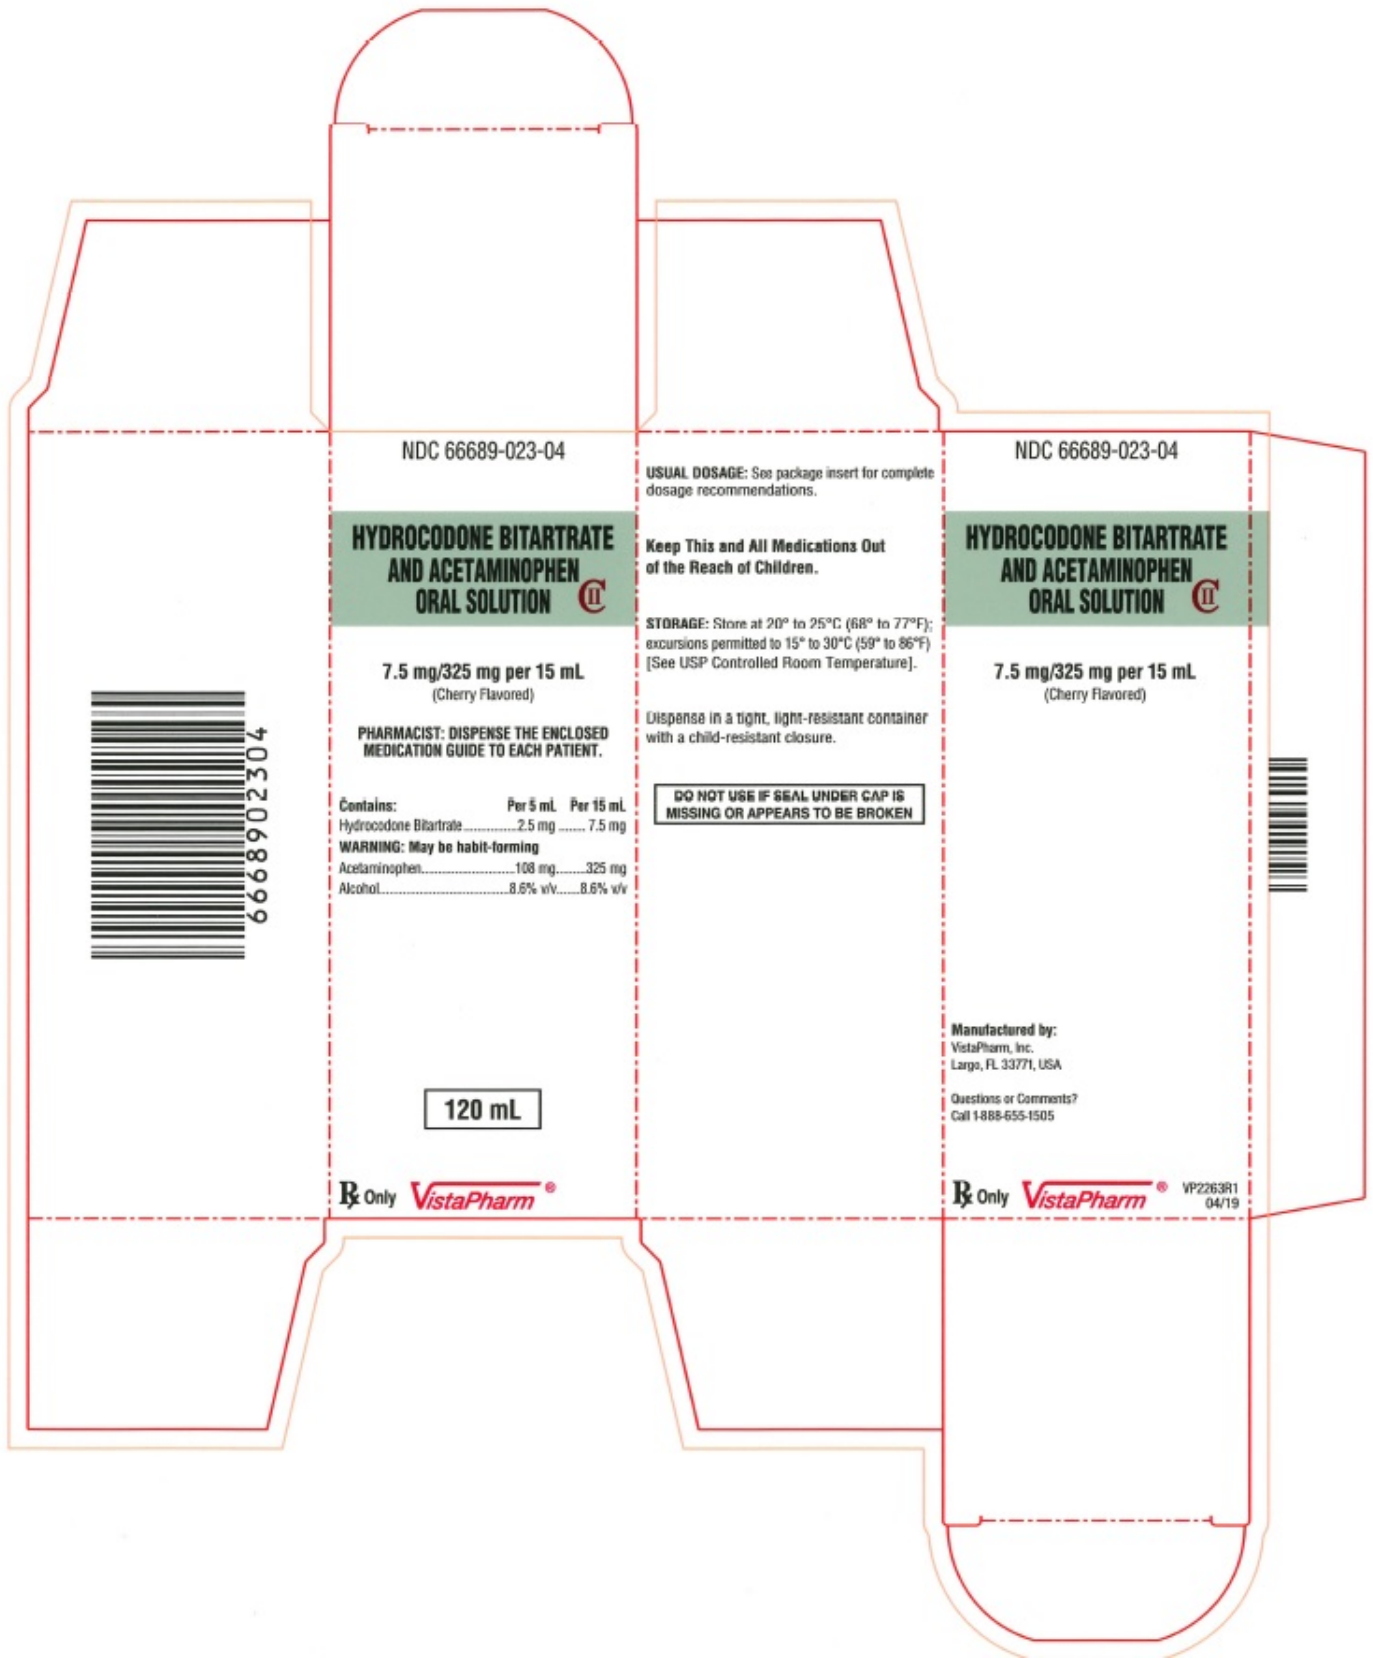 6668902304
NDC 66689-023-04
HYDROCODONE BITARTRATE
AND ACETAMINOPHEN
ORAL SOLUTION CII
7.5 mg/325 mg per 15 mL
(Cherry Flavored)
PHARMACIST: DISPENSE THE ENCLOSED
MEDICATION GUIDE TO EACH PATIENT.
Contains: Per 5 mL Per 15 mL
Hydrocodone Bitartrate................2.5 mg........7.5 mg
WARNING: May be habit-forming
Acetaminophen............................108 mg.........325 mg
Alcohol.......................................8.6% v/v.......8.6% v/v
120 mL
Rx Only VistaPharm®
USUAL DOSAGE: See package insert for complete
dosage recommendations.
Keep This and All Medications Out
of the Reach of Children.
STORAGE: Store at 20° to 25°C (68° to 77°F);
excursions permitted to 15° to 30°C (59° to 86°F)
[See USP Controlled Room Temperature].
Dispense in a tight, light-resistant container
with a child-resistant closure.
DO NOT USE IF SEAL UNDER CAP IS
MISSING OR APPEARS TO BE BROKEN
NDC 66689-023-04
HYDROCODONE BITARTRATE
AND ACETAMINOPHEN
ORAL SOLUTION CII
7.5 mg/325 mg per 15 mL
(Cherry Flavored)
Manufactured by:
VistaPharm, Inc.
Largo, FL 33771, USA
Questions or Comments?
Call 1-888-655-1505
Rx Only VistaPharm® VP2263R1
04/19